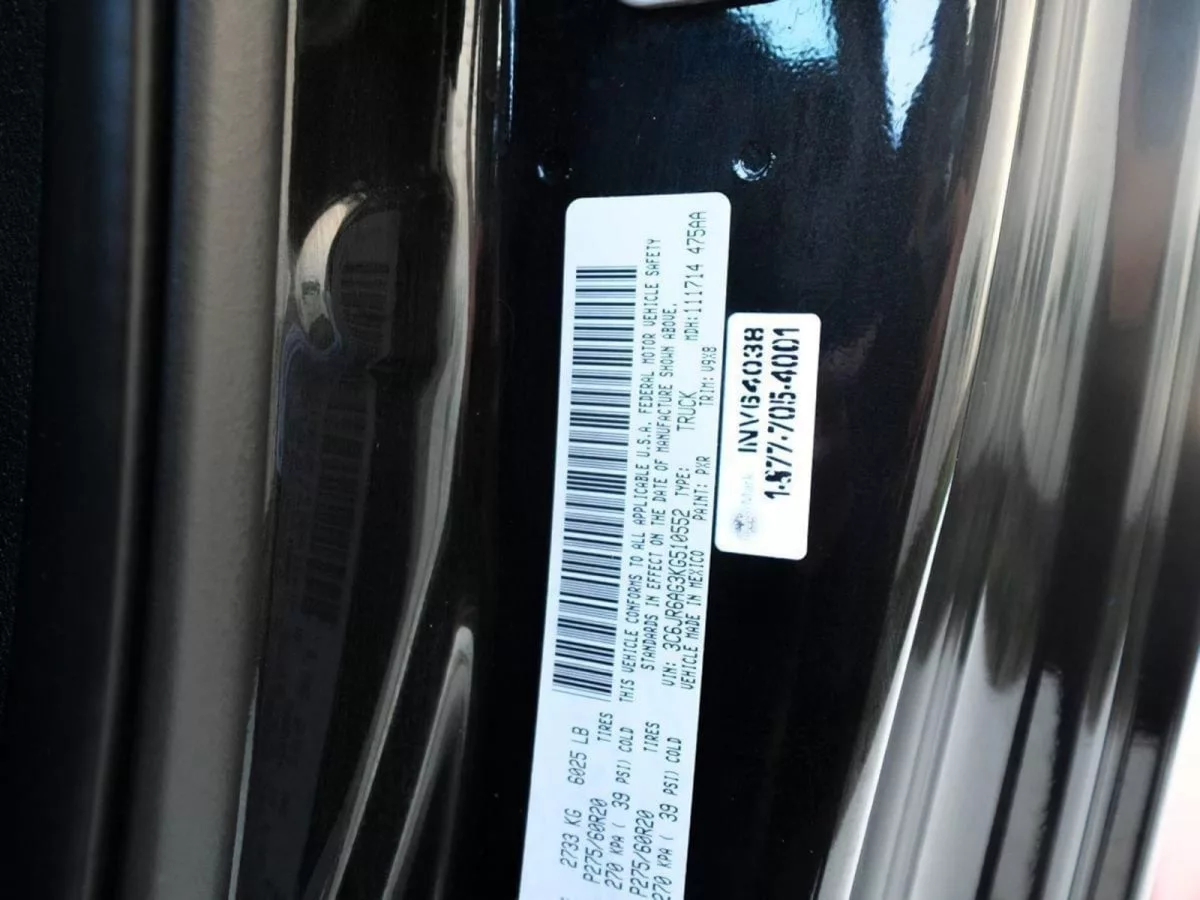 2733 KG 6025 LB
P275/60R20 TIRES
270 KPA ( 39 PSI) COLD
P275/60R20 TIRES
270 KPA ( 39 PSI) COLD
THIS VEHICLE CONFORMS TO ALL APPLICABLE U.S.A. FEDERAL MOTOR VEHICLE SAFETY
STANDARDS IN EFFECT ON THE DATE OF MANUFACTURE SHOWN ABOVE.
VIN: 3C6JR6AG3KG510552 TYPE: TRUCK MDH:111714 475AA
VEHICLE MADE IN MEXICO PAINT: PXR TRIM: V9X8
INV64038
1-577-705-4001